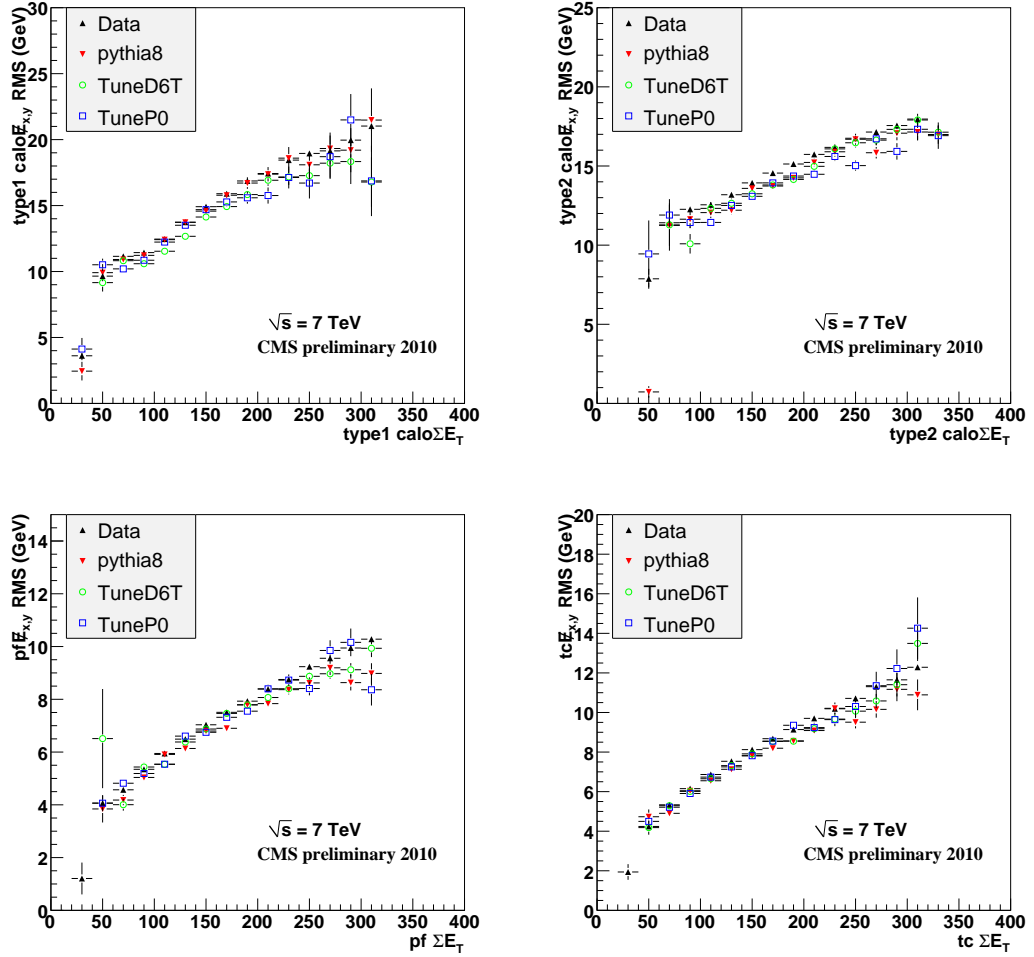 type1 caloE̸x,y RMS (GeV)
30
25
20
15
10
5
0
Data
pythia8
TuneD6T
TuneP0
√s = 7 TeV
CMS preliminary 2010
0 50 100 150 200 250 300 350 400
type1 caloΣET
type2 caloE̸x,y RMS (GeV)
25
20
15
10
5
0
Data
pythia8
TuneD6T
TuneP0
√s = 7 TeV
CMS preliminary 2010
0 50 100 150 200 250 300 350 400
type2 caloΣET
pfE̸x,y RMS (GeV)
14
12
10
8
6
4
2
0
Data
pythia8
TuneD6T
TuneP0
√s = 7 TeV
CMS preliminary 2010
0 50 100 150 200 250 300 350 400
pf ΣET
tcE̸x,y RMS (GeV)
20
18
16
14
12
10
8
6
4
2
0
Data
pythia8
TuneD6T
TuneP0
√s = 7 TeV
CMS preliminary 2010
0 50 100 150 200 250 300 350 400
tc ΣET